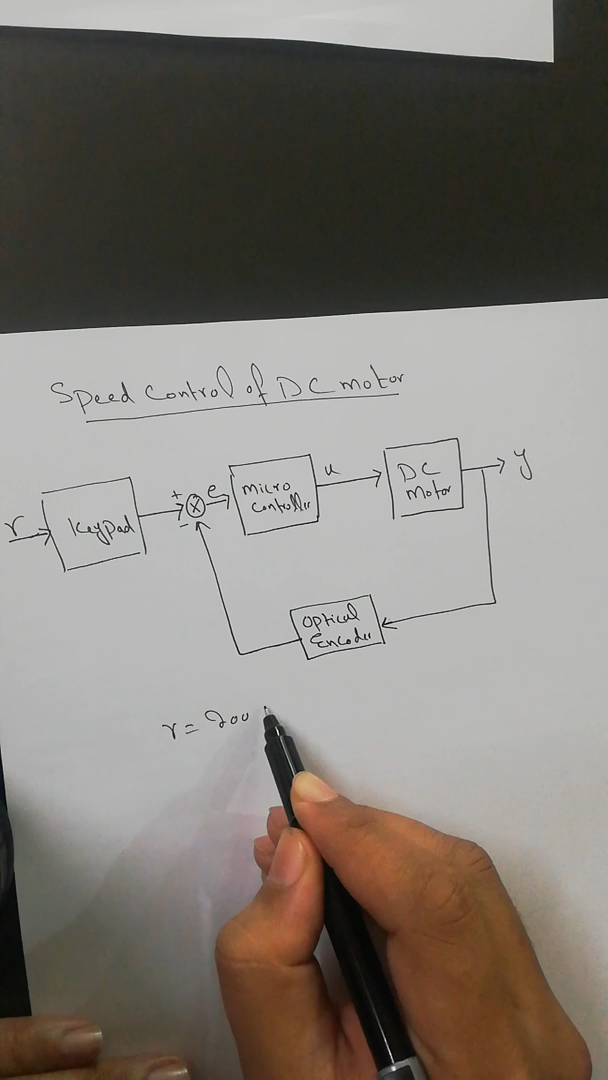 Speed Control of DC motor
r
Keypad
+
-
e
micro
controller
u
DC
motor
y
optical
Encoder
r = 200